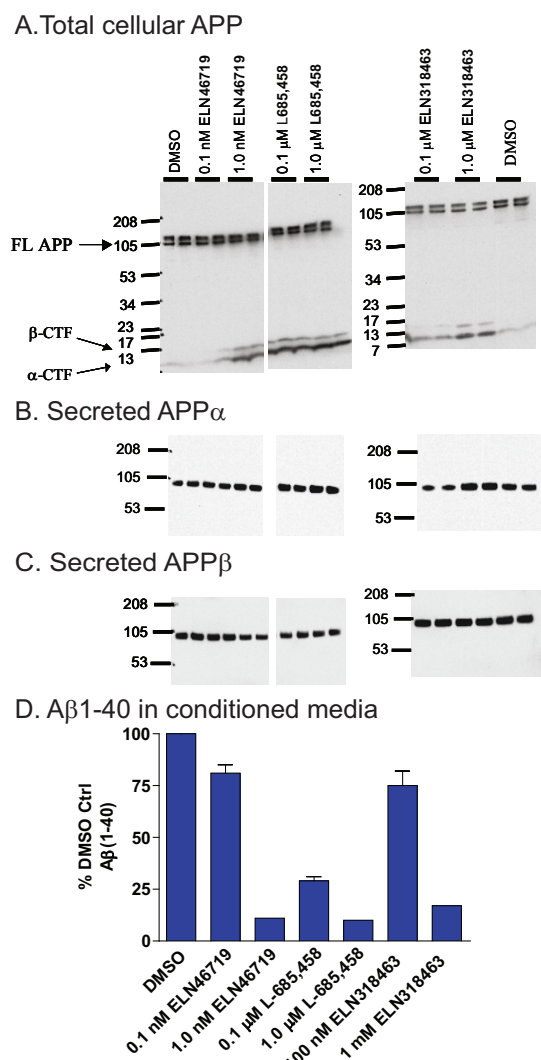 A.Total cellular APP
DMSO
0.1 nM ELN46719
1.0 nM ELN46719
0.1 µM L685,458
1.0 µM L685,458
0.1 µM ELN318463
1.0 µM ELN318463
DMSO
FL APP
208
105
53
34
23
17
13
β-CTF
α-CTF
208
105
53
34
23
17
13
7
B. Secreted APPα
208
105
53
208
105
53
C. Secreted APPβ
208
105
53
208
105
53
D. Aβ1-40 in conditioned media
% DMSO Ctrl
Aβ(1-40)
100
75
50
25
0
DMSO
0.1 nM ELN46719
1.0 nM ELN46719
0.1 µM L-685,458
1.0 µM L-685,458
00 nM ELN318463
1 mM ELN318463